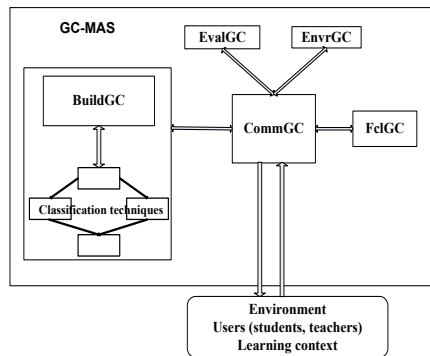 GC-MAS
EvalGC
EnvrGC
BuildGC
CommGC
FclGC
Classification techniques
Environment
Users (students, teachers)
Learning context